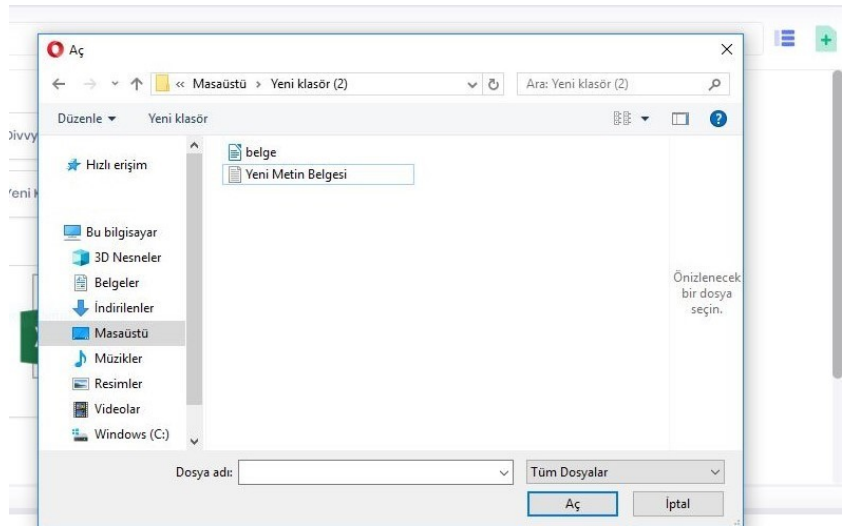 Aç
« Masaüstü › Yeni klasör (2)
Ara: Yeni klasör (2)
Düzenle
Yeni klasör
Hızlı erişim
belge
Yeni Metin Belgesi
Bu bilgisayar
3D Nesneler
Belgeler
İndirilenler
Masaüstü
Müzikler
Resimler
Videolar
Windows (C:)
Önizlenecek
bir dosya
seçin.
Dosya adı:
Tüm Dosyalar
Aç
İptal